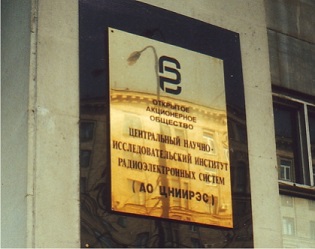 ОТКРЫТОЕ
АКЦИОНЕРНОЕ
ОБЩЕСТВО
ЦЕНТРАЛЬНЫЙ НАУЧНО-
ИССЛЕДОВАТЕЛЬСКИЙ ИНСТИТУТ
РАДИОЭЛЕКТРОННЫХ СИСТЕМ
( АО ЦНИИРЭС )